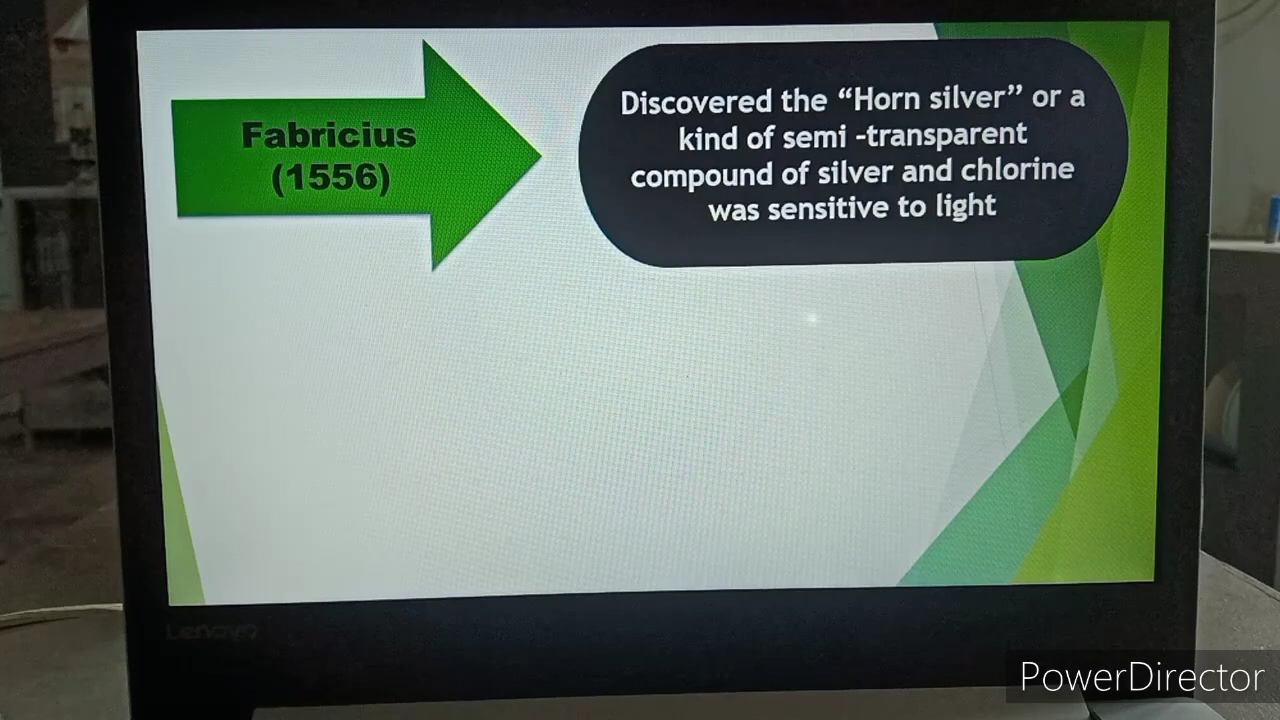 Fabricius
(1556)
Discovered the “Horn silver” or a
kind of semi -transparent
compound of silver and chlorine
was sensitive to light
Lenovo
PowerDirector